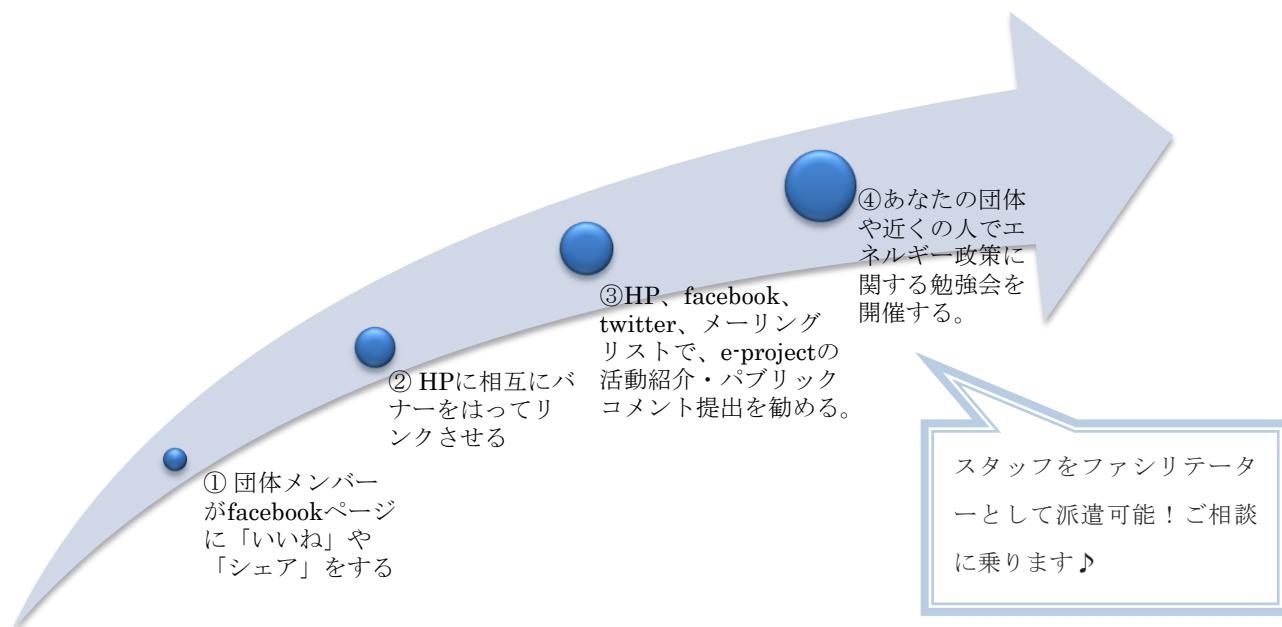 ① 団体メンバー
がfacebookページ
に「いいね」や
「シェア」をする
② HPに相互にバ
ナーをはってリ
ンクさせる
③HP、facebook、
twitter、メーリング
リストで、e-projectの
活動紹介・パブリック
コメント提出を勧める。
④あなたの団体
や近くの人でエ
ネルギー政策に
関する勉強会を
開催する。
スタッフをファシリテータ
ーとして派遣可能！ご相談
に乗ります♪